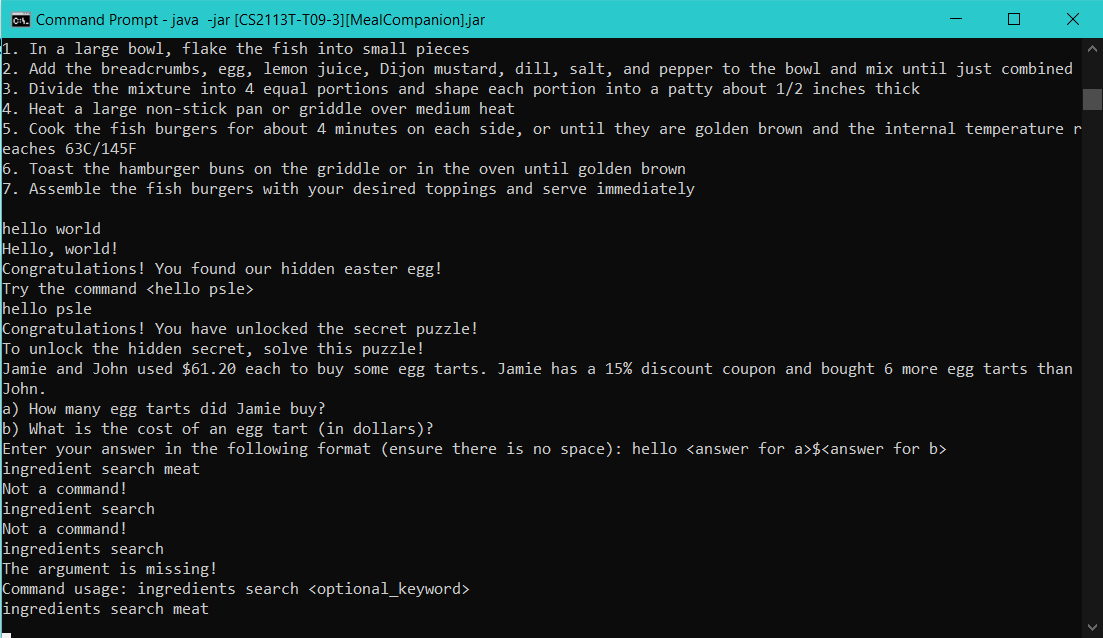 Command Prompt - java  -jar [CS2113T-T09-3][MealCompanion].jar
1. In a large bowl, flake the fish into small pieces
2. Add the breadcrumbs, egg, lemon juice, Dijon mustard, dill, salt, and pepper to the bowl and mix until just combined
3. Divide the mixture into 4 equal portions and shape each portion into a patty about 1/2 inches thick
4. Heat a large non-stick pan or griddle over medium heat
5. Cook the fish burgers for about 4 minutes on each side, or until they are golden brown and the internal temperature r
eaches 63C/145F
6. Toast the hamburger buns on the griddle or in the oven until golden brown
7. Assemble the fish burgers with your desired toppings and serve immediately
hello world
Hello, world!
Congratulations! You found our hidden easter egg!
Try the command <hello psle>
hello psle
Congratulations! You have unlocked the secret puzzle!
To unlock the hidden secret, solve this puzzle!
Jamie and John used $61.20 each to buy some egg tarts. Jamie has a 15% discount coupon and bought 6 more egg tarts than
John.
a) How many egg tarts did Jamie buy?
b) What is the cost of an egg tart (in dollars)?
Enter your answer in the following format (ensure there is no space): hello <answer for a>$<answer for b>
ingredient search meat
Not a command!
ingredient search
Not a command!
ingredients search
The argument is missing!
Command usage: ingredients search <optional_keyword>
ingredients search meat